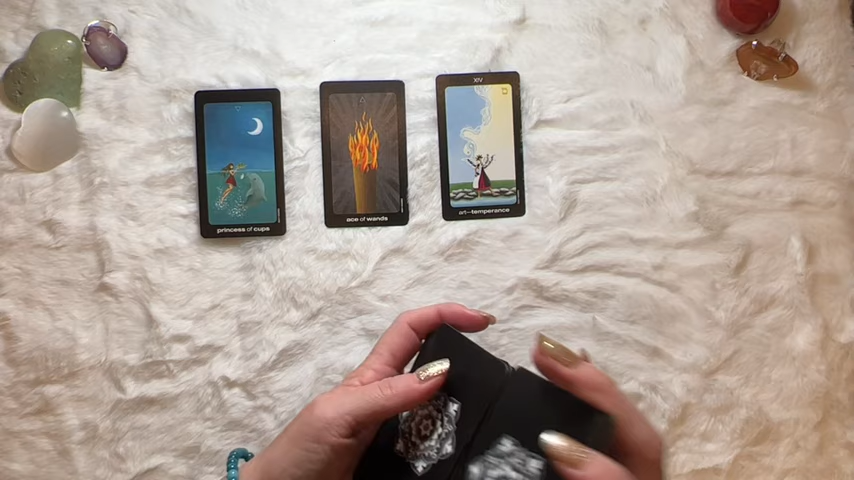 princess of cups
ace of wands
XIV
art—temperance